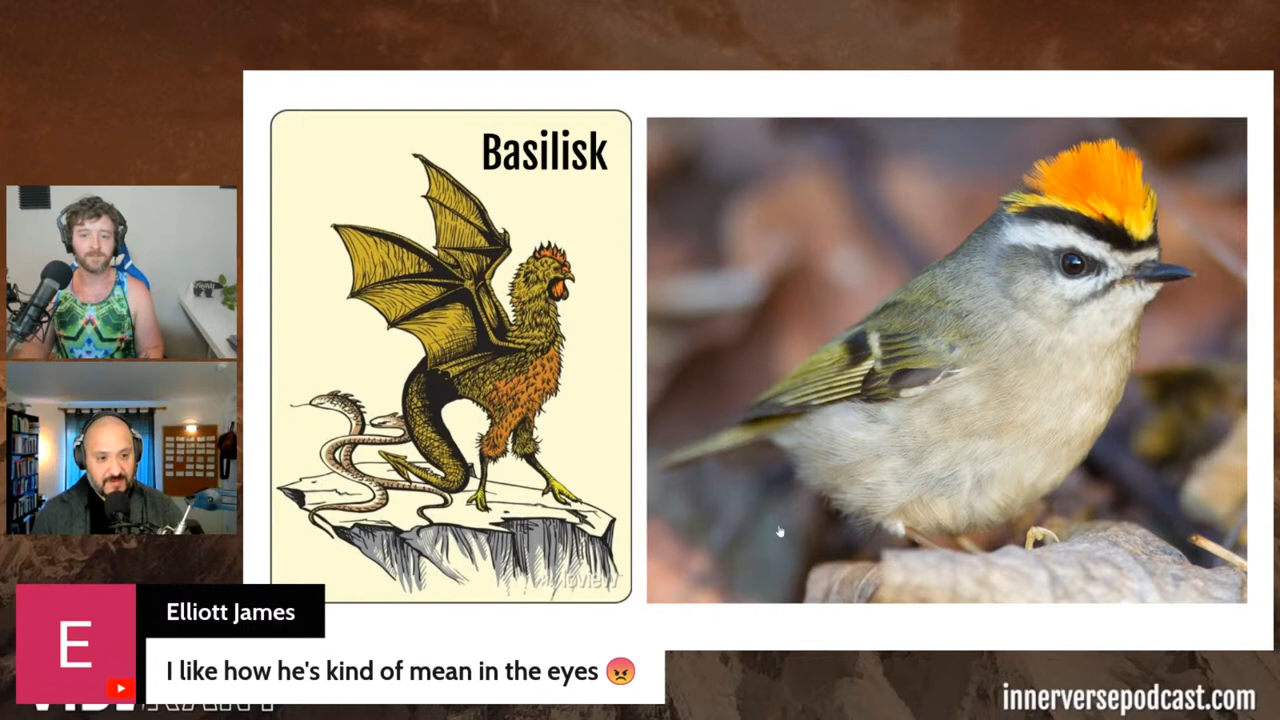 Basilisk
E
Elliott James
I like how he's kind of mean in the eyes 😡
innerversepodcast.com